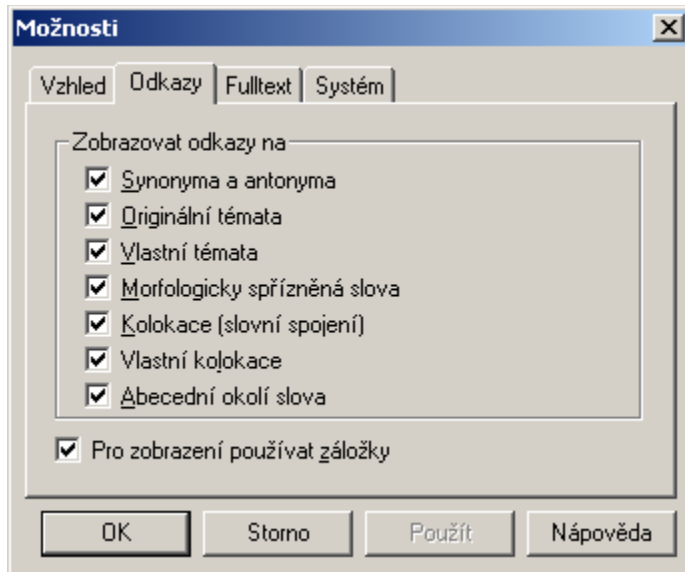 Možnosti
Vzhled Odkazy Fulltext Systém
Zobrazovat odkazy na
Synonyma a antonyma
Originální témata
Vlastní témata
Morfologicky spřízněná slova
Kolokace (slovní spojení)
Vlastní kolokace
Abecední okolí slova
Pro zobrazení používat záložky
OK Storno Použít Nápověda